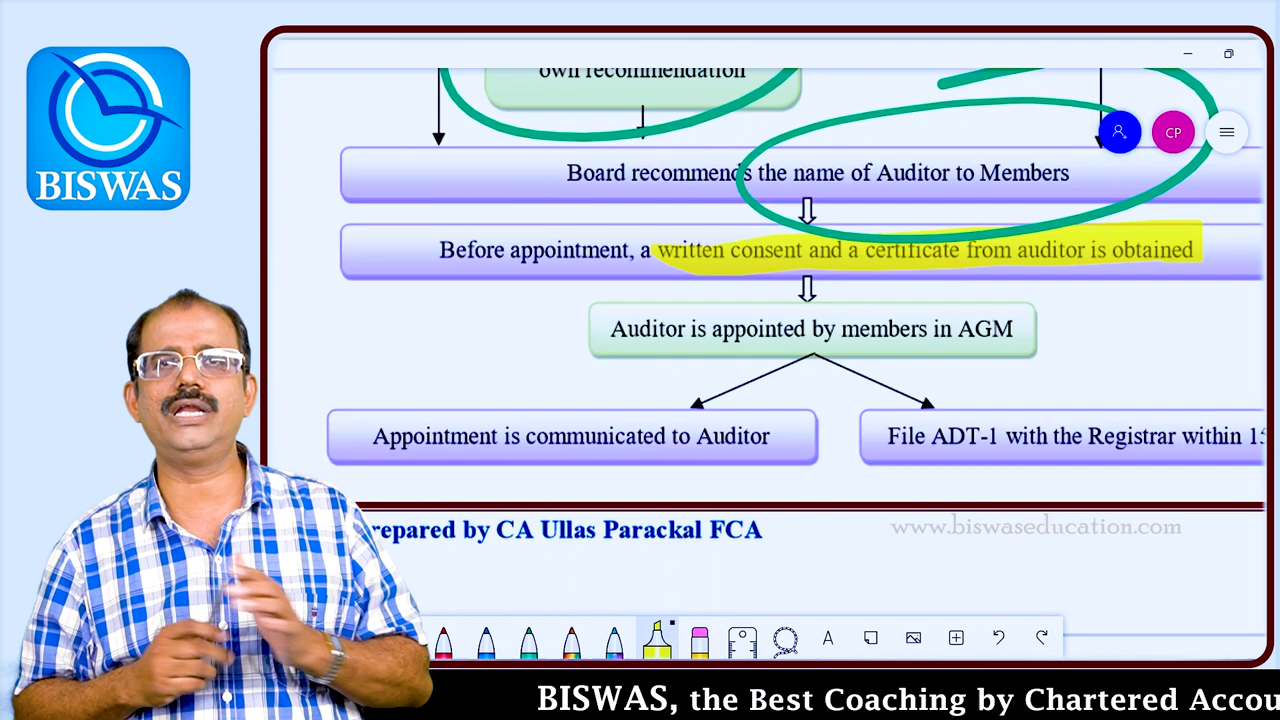 BISWAS
own recommendation
CP
Board recommends the name of Auditor to Members
Before appointment, a written consent and a certificate from auditor is obtained
Auditor is appointed by members in AGM
Appointment is communicated to Auditor
File ADT-1 with the Registrar within
repared by CA Ullas Parackal FCA
www.biswaseducation.com
A
BISWAS, the Best Coaching by Chartered